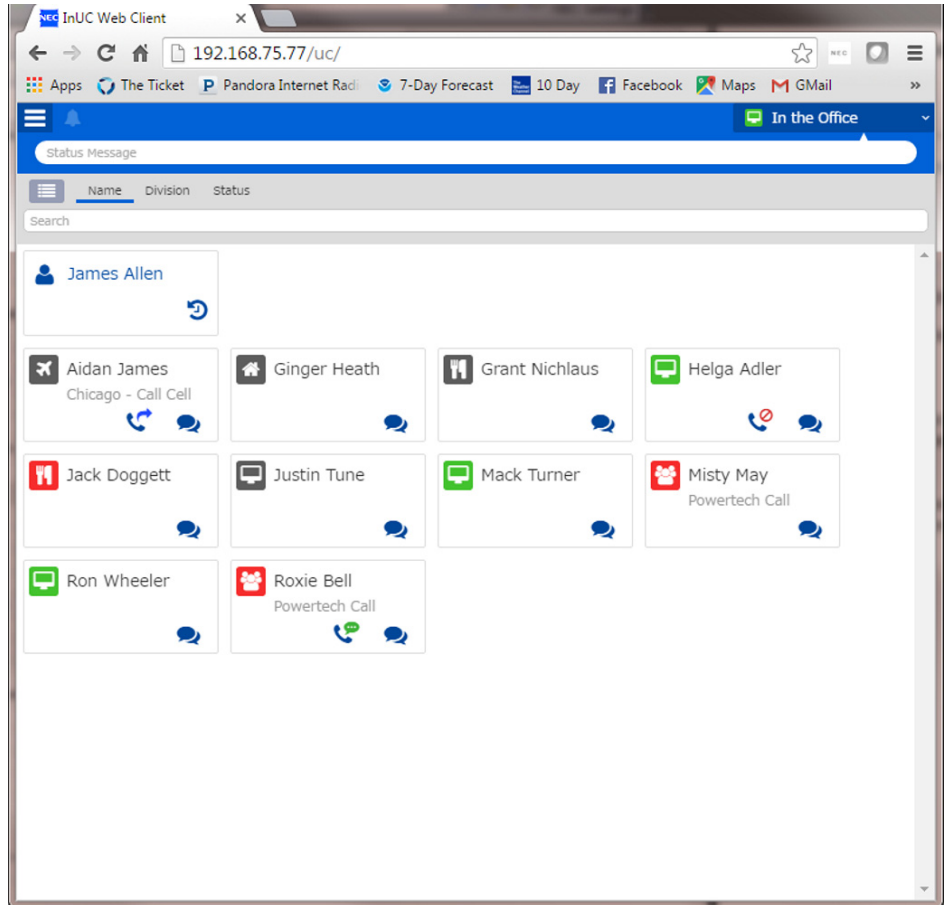 NEC InUC Web Client
192.168.75.77/uc/
NEC
Apps The Ticket P Pandora Internet Radi 7-Day Forecast 10 Day Facebook Maps GMail »
In the Office
Status Message
Name Division Status
Search
James Allen
Aidan James Ginger Heath Grant Nichlaus Helga Adler
Chicago - Call Cell
Jack Doggett Justin Tune Mack Turner Misty May
Powertech Call
Ron Wheeler Roxie Bell
Powertech Call